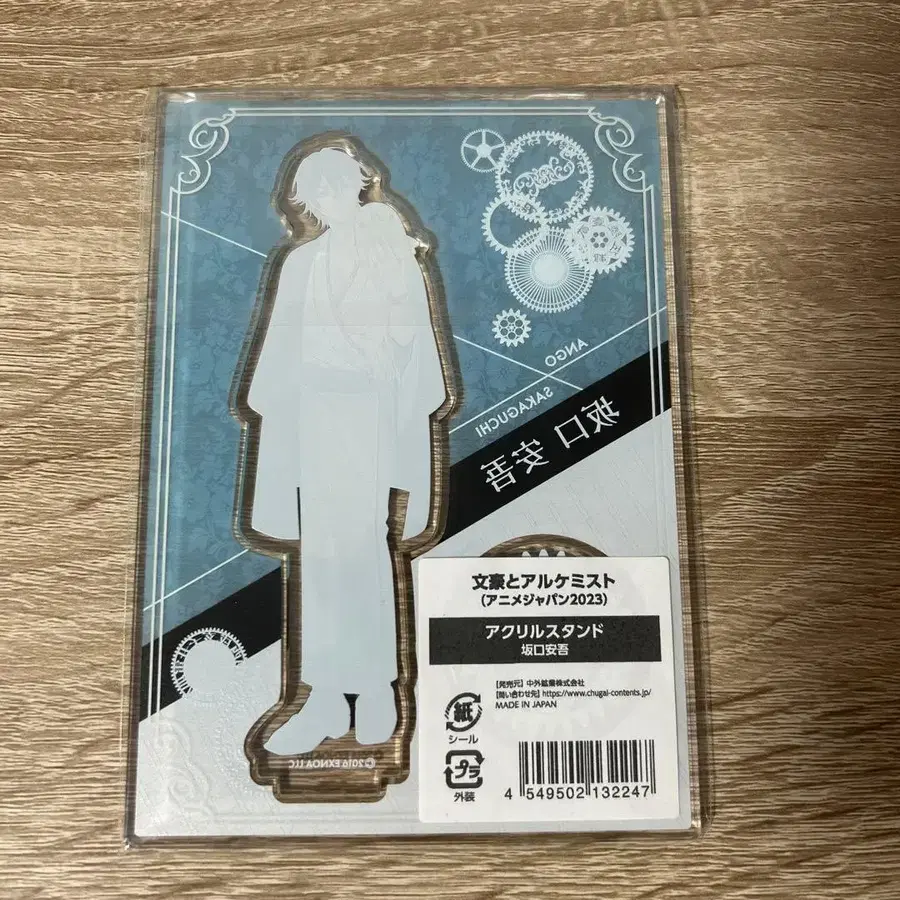 ANGO
SAKAGUCHI
坂口 安吾
文豪とアルケミスト
(アニメジャパン2023)
アクリルスタンド
坂口安吾
【発売元】中外鉱業株式会社
【問い合わせ先】https://www.chugai-contents.jp/
MADE IN JAPAN
紙
シール
プラ
外装
4 549502 132247
© 2016 EXNOA LLC